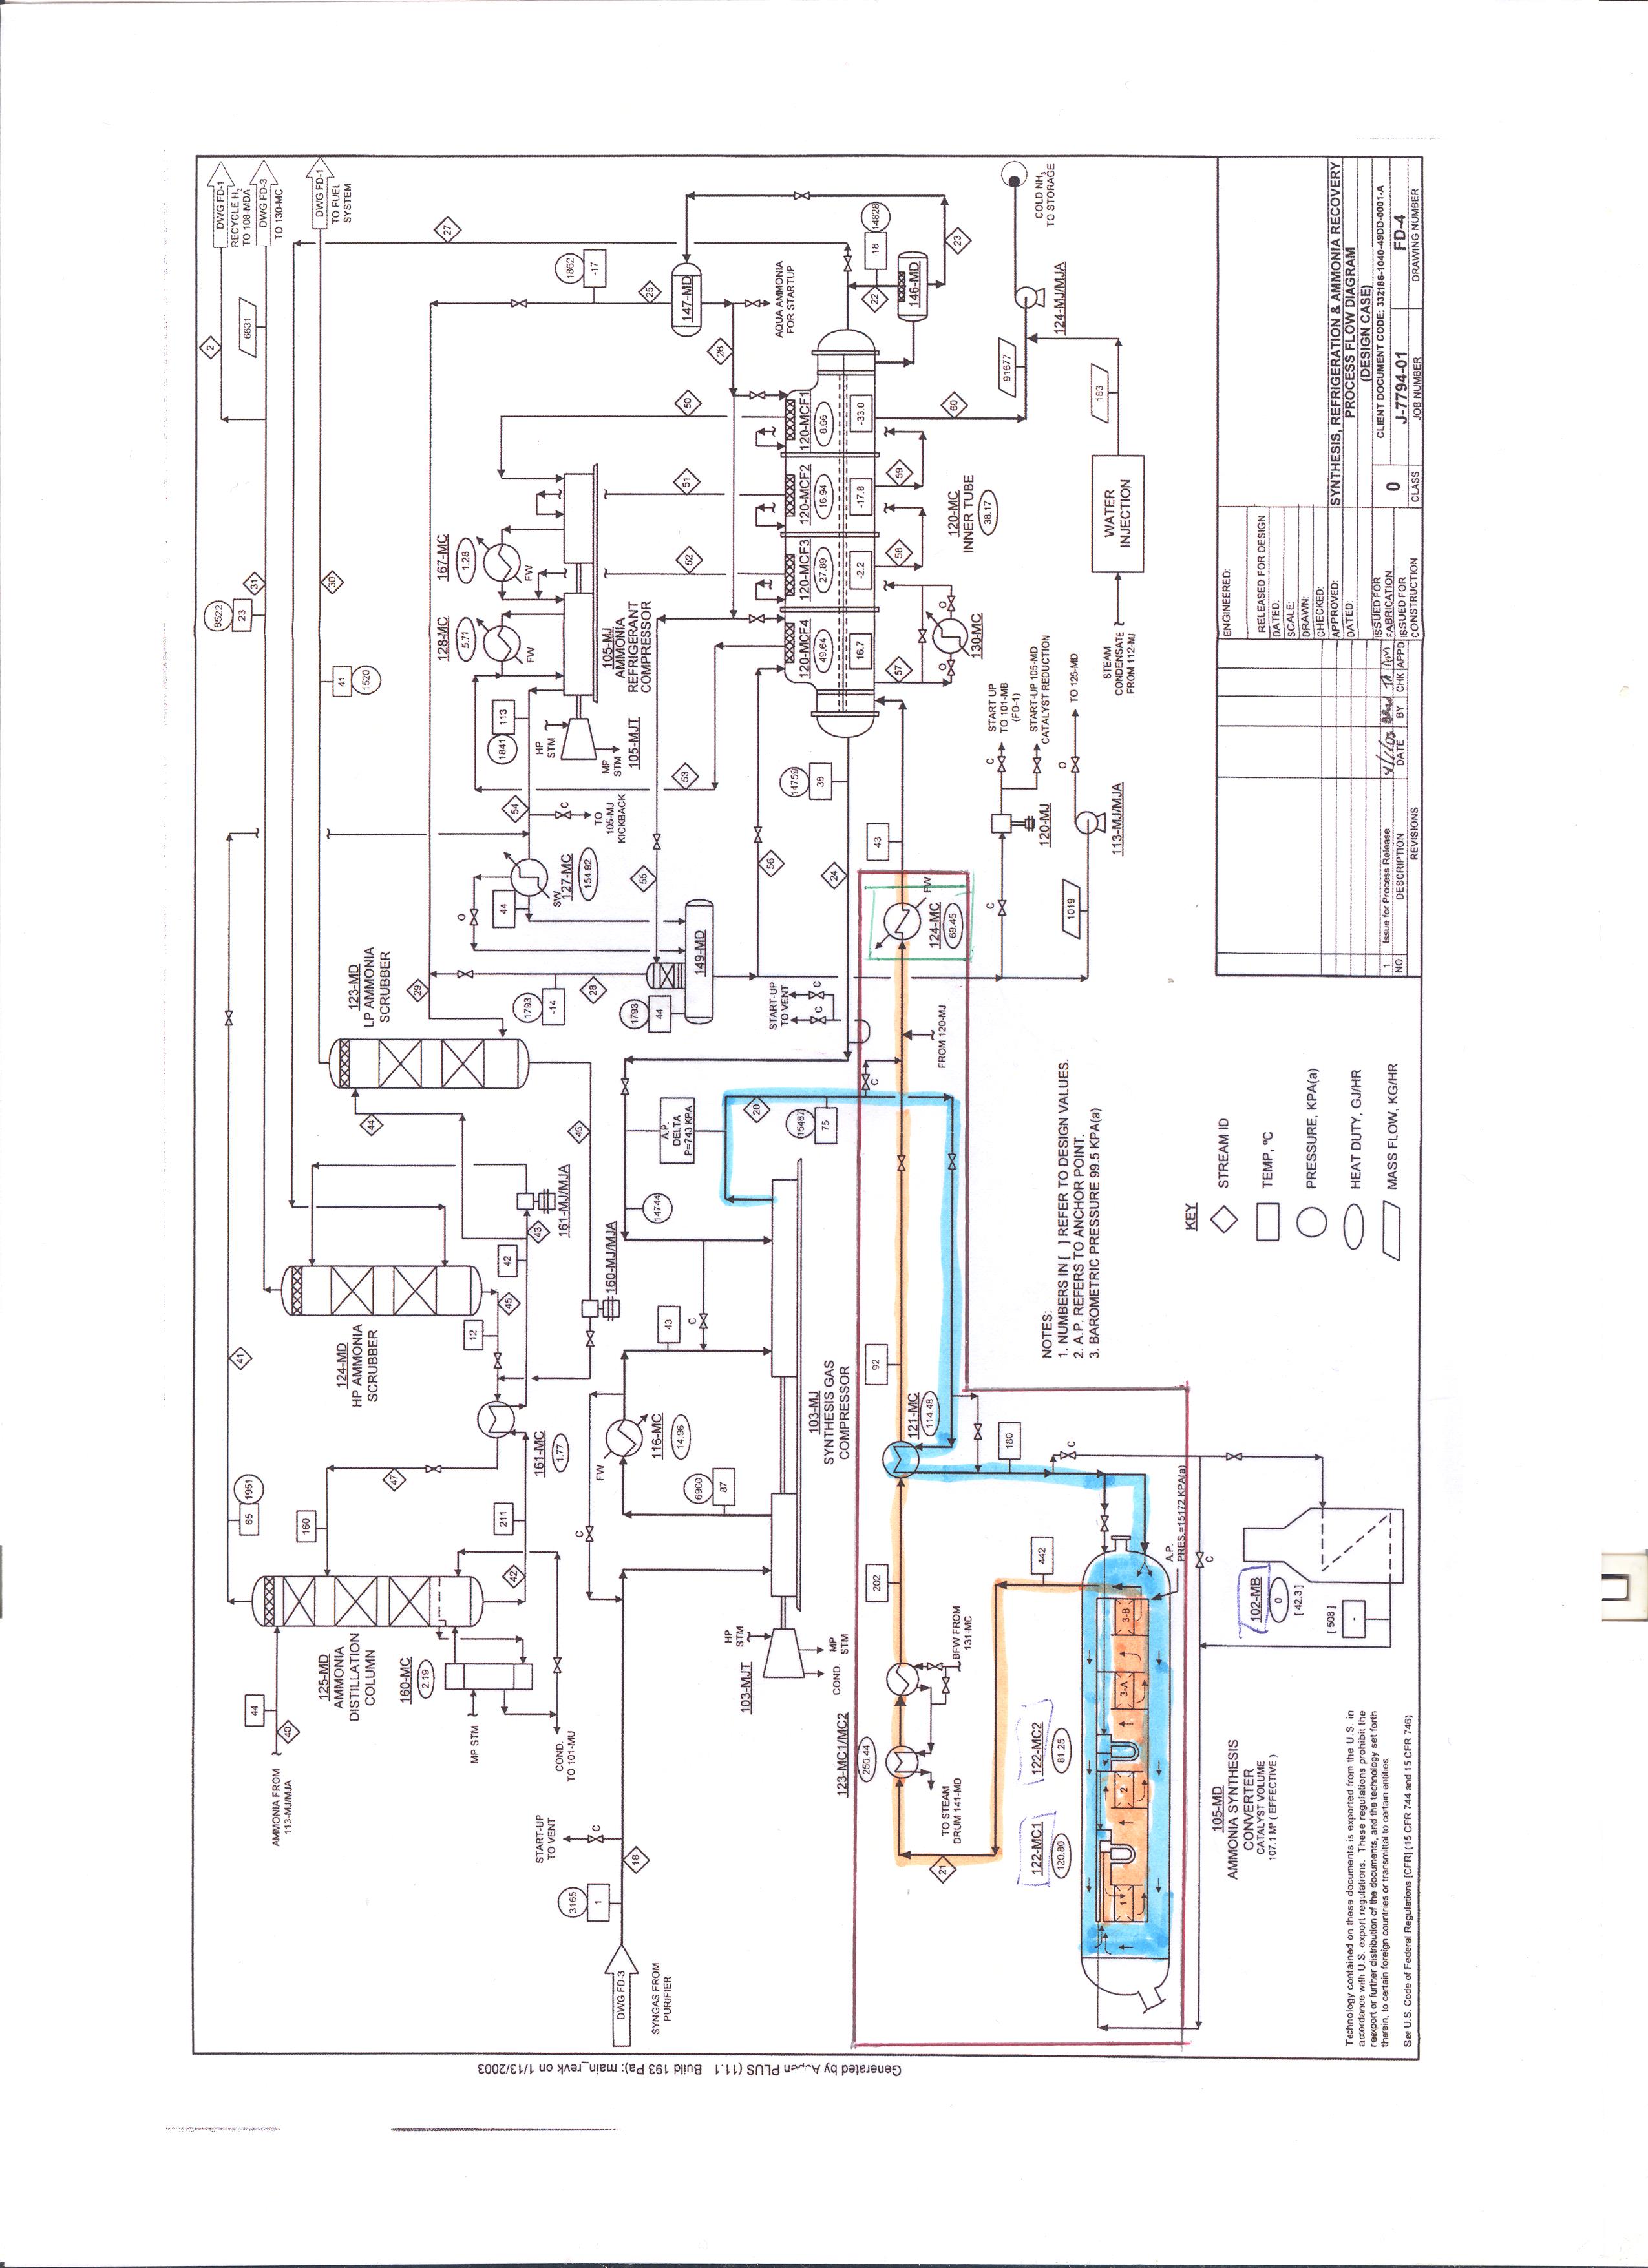 DWG FD-1
RECYCLE H2
TO 108-MDA
DWG FD-3
TO 130-MC
DWG FD-1
TO FUEL
SYSTEM
2
6631
31
9522
23
30
41
1520
27
1862
-17
25
147-MD
26
AQUA AMMONIA
FOR STARTUP
14628
-18
22
146-MD
23
COLD NH3
TO STORAGE
124-MJ/MJA
91677
183
60
WATER
INJECTION
STEAM
CONDENSATE
FROM 112-MJ
50
51
52
167-MC
1.28
FW
128-MC
5.71
FW
105-MJ
AMMONIA
REFRIGERANT
COMPRESSOR
105-MJT
HP
STM
MP
STM
113
1841
53
54
C
TO
105-MJ
KICKBACK
120-MCF1
8.66
-33.0
120-MCF2
16.94
-17.8
120-MCF3
27.89
-2.2
120-MCF4
49.64
16.7
59
58
57
120-MC
INNER TUBE
38.17
O
O
130-MC
14759
38
43
24
55
56
127-MC
154.92
SW
44
O
149-MD
1793
44
28
1793
-14
29
123-MD
LP AMMONIA
SCRUBBER
44
46
START-UP
TO VENT
C
C
124-MC
69.45
FW
FROM 120-MJ
C
START UP
TO 101-MB
(FD-1)
START-UP 105-MD
CATALYST REDUCTION
C
C
120-MJ
O
TO 125-MD
113-MJ/MJA
1019
41
1951
65
124-MD
HP AMMONIA
SCRUBBER
12
45
42
43
161-MJ/MJA
160-MJ/MJA
161-MC
1.77
47
160
211
42
125-MD
AMMONIA
DISTILLATION
COLUMN
160-MC
2.19
MP STM
COND.
TO 101-MU
44
40
AMMONIA FROM
113-MJ/MJA
A.P.
DELTA
P=743 KPA
14744
20
15487
75
43
C
116-MC
14.96
FW
C
6900
87
103-MJ
SYNTHESIS GAS
COMPRESSOR
103-MJT
HP
STM
MP
STM
COND
START-UP
TO VENT
C
18
3165
1
DWG FD-3
SYNGAS FROM
PURIFIER
92
121-MC
114.48
180
C
202
442
123-MC1/MC2
250.44
BFW FROM
131-MC
TO STEAM
DRUM 141-MD
21
122-MC1
120.80
122-MC2
81.25
1
2
3-A
3-B
A.P.
PRES.=15172 KPA(a)
C
102-MB
0
[ 42.3 ]
[ 508 ]
-
105-MD
AMMONIA SYNTHESIS
CONVERTER
CATALYST VOLUME
107.1 M³ ( EFFECTIVE )
NOTES:
1. NUMBERS IN [ ] REFER TO DESIGN VALUES.
2. A.P. REFERS TO ANCHOR POINT.
3. BAROMETRIC PRESSURE 99.5 KPA(a)
KEY
STREAM ID
TEMP, ºC
PRESSURE, KPA(a)
HEAT DUTY, GJ/HR
MASS FLOW, KG/HR
Technology contained on these documents is exported from the U.S. in
accordance with U.S. export regulations. These regulations prohibit the
reexport or further distribution of the documents, and the technology set forth
therein, to certain foreign countries or transmittal to certain entities.
See U.S. Code of Federal Regulations [CFR] (15 CFR 744 and 15 CFR 746)
1 Issue for Process Release
NO. DESCRIPTION DATE BY CHK APPD
REVISIONS
ENGINEERED:
RELEASED FOR DESIGN
DATED:
SCALE:
DRAWN:
CHECKED:
APPROVED:
DATED:
ISSUED FOR
FABRICATION
ISSUED FOR
CONSTRUCTION
SYNTHESIS, REFRIGERATION & AMMONIA RECOVERY
PROCESS FLOW DIAGRAM
(DESIGN CASE)
CLIENT DOCUMENT CODE: 332186-1040-49DD-0001-A
0 J-7794-01 FD-4
CLASS JOB NUMBER DRAWING NUMBER
Generated by Aspen PLUS (11.1 Build 193 Pa): main_revk on 1/13/2003